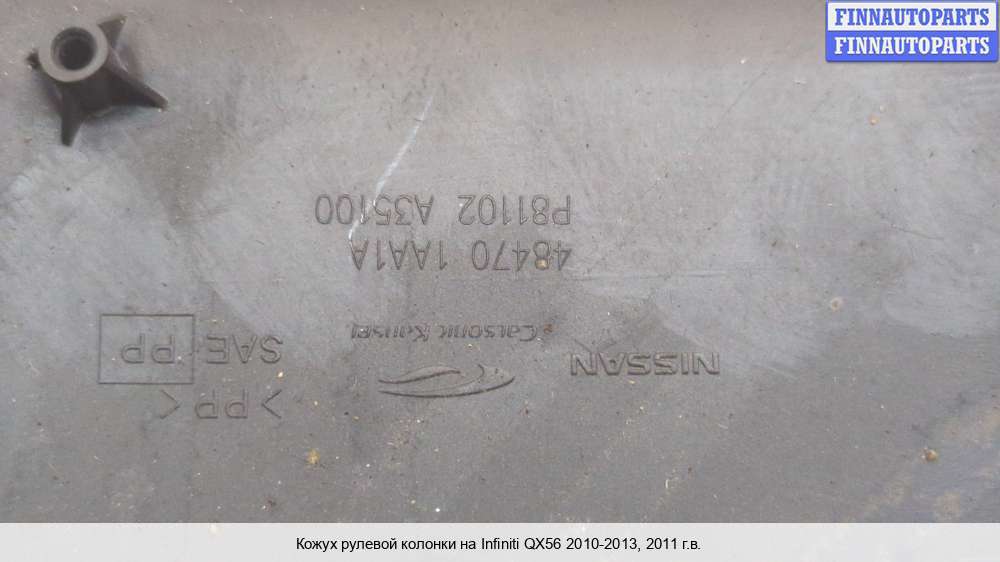 FINNAUTOPARTS
FINNAUTOPARTS
NISSAN
Calsonic Kansei
>PP<
SAE PP
48470 1AA1A
P81102 A35100
Кожух рулевой колонки на Infiniti QX56 2010-2013, 2011 г.в.